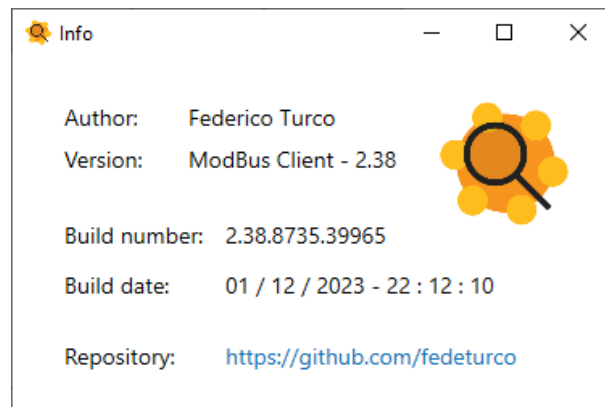 Info
Author: Federico Turco
Version: ModBus Client - 2.38
Build number: 2.38.8735.39965
Build date: 01 / 12 / 2023 - 22 : 12 : 10
Repository: https://github.com/fedeturco